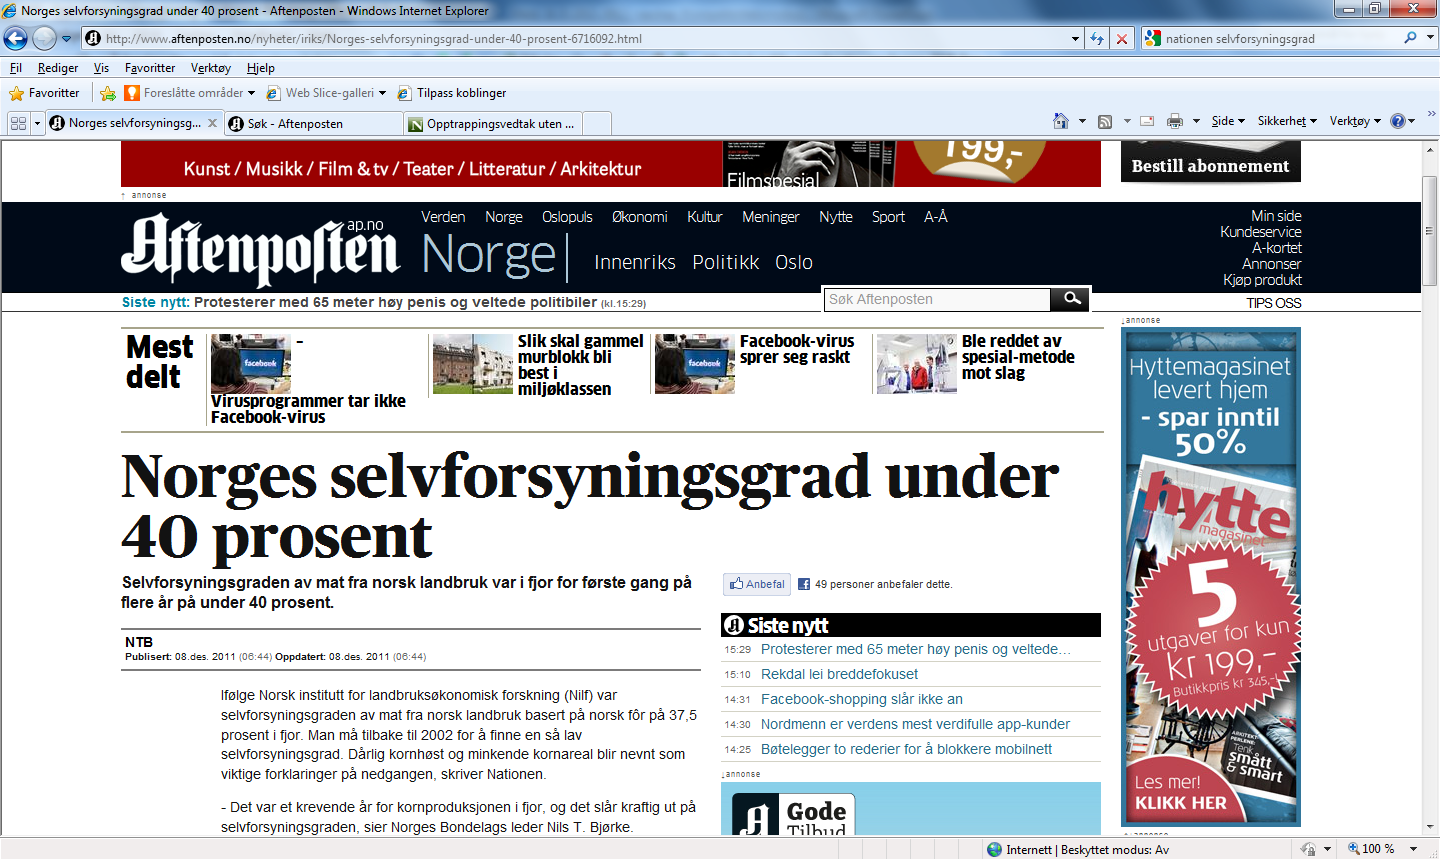 Norges selvforsyningsgrad under 40 prosent - Aftenposten - Windows Internet Explorer
http://www.aftenposten.no/nyheter/iriks/Norges-selvforsyningsgrad-under-40-prosent-6716092.html
nationen selvforsyningsgrad
Fil Rediger Vis Favoritter Verktøy Hjelp
Favoritter Foreslåtte områder Web Slice-galleri Tilpass koblinger
Norges selvforsyningsg... Søk - Aftenposten Opptrappingsvedtak uten ...
Side Sikkerhet Verktøy
Kunst / Musikk / Film & tv / Teater / Litteratur / Arkitektur
Filmspesial
199,-
Bestill abonnement
↑ annonse
Aftenposten
ap.no
Verden Norge Oslopuls Økonomi Kultur Meninger Nytte Sport A-Å
Norge
Innenriks Politikk Oslo
Min side
Kundeservice
A-kortet
Annonser
Kjøp produkt
Siste nytt: Protesterer med 65 meter høy penis og veltede politibiler (kl.15:29)
Søk Aftenposten
TIPS OSS
Mest
delt
facebook
–
Virusprogrammer tar ikke
Facebook-virus
Slik skal gammel
murblokk bli
best i
miljøklassen
facebook
Facebook-virus
sprer seg raskt
Ble reddet av
spesial-metode
mot slag
Norges selvforsyningsgrad under
40 prosent
Selvforsyningsgraden av mat fra norsk landbruk var i fjor for første gang på
flere år på under 40 prosent.
NTB
Publisert: 08.des. 2011 (06:44) Oppdatert: 08.des. 2011 (06:44)
Ifølge Norsk institutt for landbruksøkonomisk forskning (Nilf) var
selvforsyningsgraden av mat fra norsk landbruk basert på norsk fôr på 37,5
prosent i fjor. Man må tilbake til 2002 for å finne en så lav
selvforsyningsgrad. Dårlig kornhøst og minkende kornareal blir nevnt som
viktige forklaringer på nedgangen, skriver Nationen.
- Det var et krevende år for kornproduksjonen i fjor, og det slår kraftig ut på
selvforsyningsgraden, sier Norges Bondelags leder Nils T. Bjørke.
Anbefal
49 personer anbefaler dette.
Siste nytt
15:29 Protesterer med 65 meter høy penis og veltede…
15:10 Rekdal lei breddefokuset
14:31 Facebook-shopping slår ikke an
14:30 Nordmenn er verdens mest verdifulle app-kunder
14:25 Bøtelegger to rederier for å blokkere mobilnett
↓annonse
Gode
Tilbud
↓annonse
Hyttemagasinet
levert hjem
- spar inntil
50%
hytte
magasinet
5
utgaver for kun
kr 199,-
Butikkpris kr 345,-
ARKITEKT-
PERLENE:
Tenk
smått
& smart
Les mer!
KLIKK HER
↑ annonse
Internett | Beskyttet modus: Av
100 %